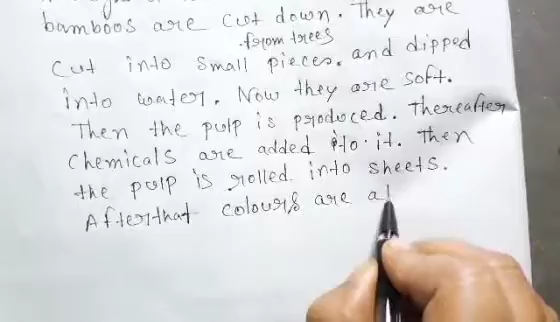 bamboos are cut down. They are
from trees
cut into small pieces. and dipped
into water. Now they are soft.
Then the pulp is produced. Thereafter
chemicals are added to it. Then
the pulp is rolled into sheets.
After that colours are a